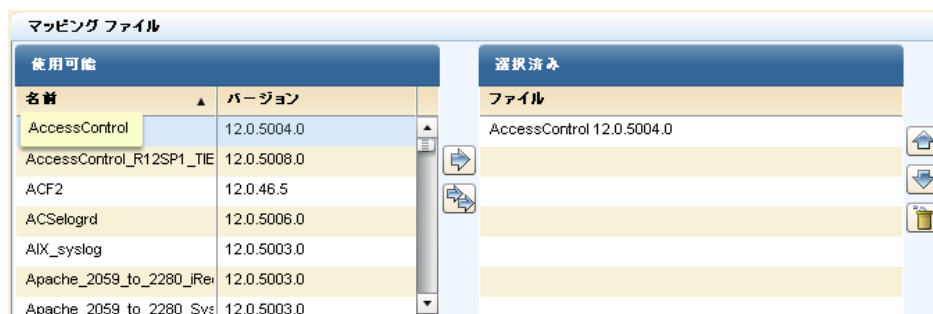 マッピング ファイル
使用可能
選択済み
名前 ▲ バージョン
ファイル
AccessControl 12.0.5004.0
AccessControl 12.0.5004.0
AccessControl_R12SP1_TIE 12.0.5008.0
ACF2 12.0.46.5
ACSelogrd 12.0.5006.0
AIX_syslog 12.0.5003.0
Apache_2059_to_2280_iRec 12.0.5003.0
Apache_2059_to_2280_Sys 12.0.5003.0